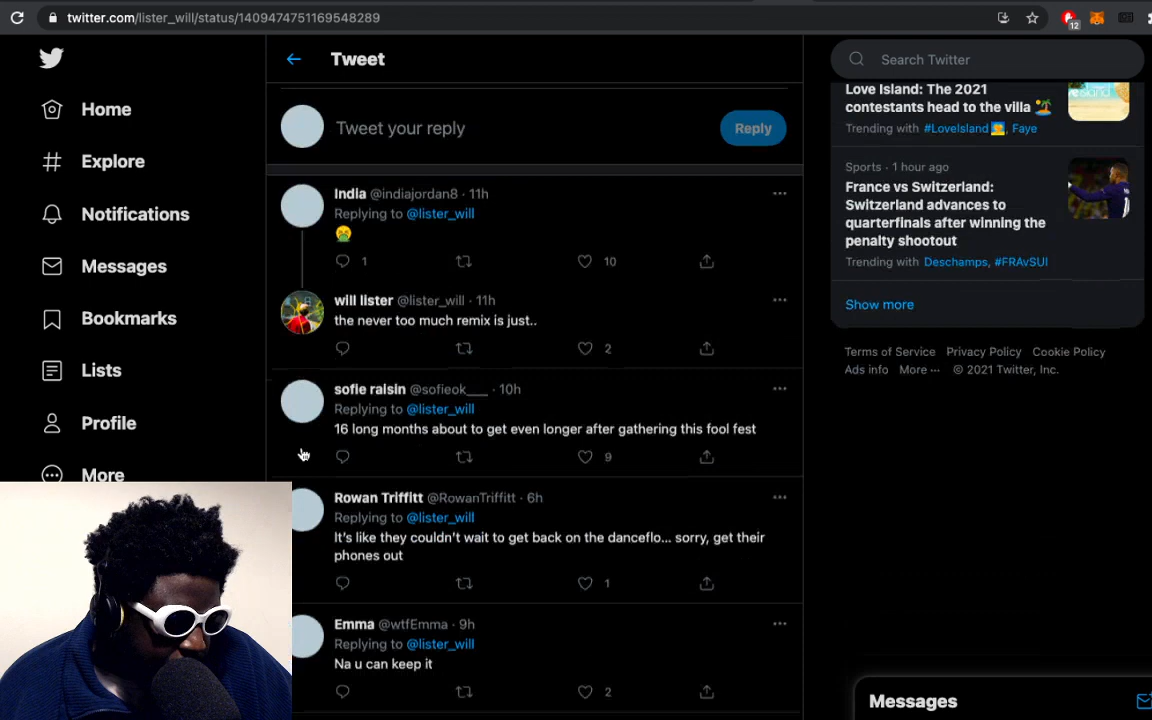 twitter.com/lister_will/status/1409474751169548289
12
Home
Explore
Notifications
Messages
Bookmarks
Lists
Profile
More
Tweet
Tweet your reply
Reply
India @indiajordan8 · 11h
Replying to @lister_will
🤮
1
10
will lister @lister_will · 11h
the never too much remix is just..
2
sofie raisin @sofieok___ · 10h
Replying to @lister_will
16 long months about to get even longer after gathering this fool fest
9
Rowan Triffitt @RowanTriffitt · 6h
Replying to @lister_will
It's like they couldn't wait to get back on the danceflo... sorry, get their
phones out
1
Emma @wtfEmma · 9h
Replying to @lister_will
Na u can keep it
2
Search Twitter
Love Island: The 2021
contestants head to the villa 🏝️
Trending with #LoveIsland, Faye
Sports · 1 hour ago
France vs Switzerland:
Switzerland advances to
quarterfinals after winning the
penalty shootout
Trending with Deschamps, #FRAvSUI
Show more
Terms of Service Privacy Policy Cookie Policy
Ads info More ··· © 2021 Twitter, Inc.
Messages